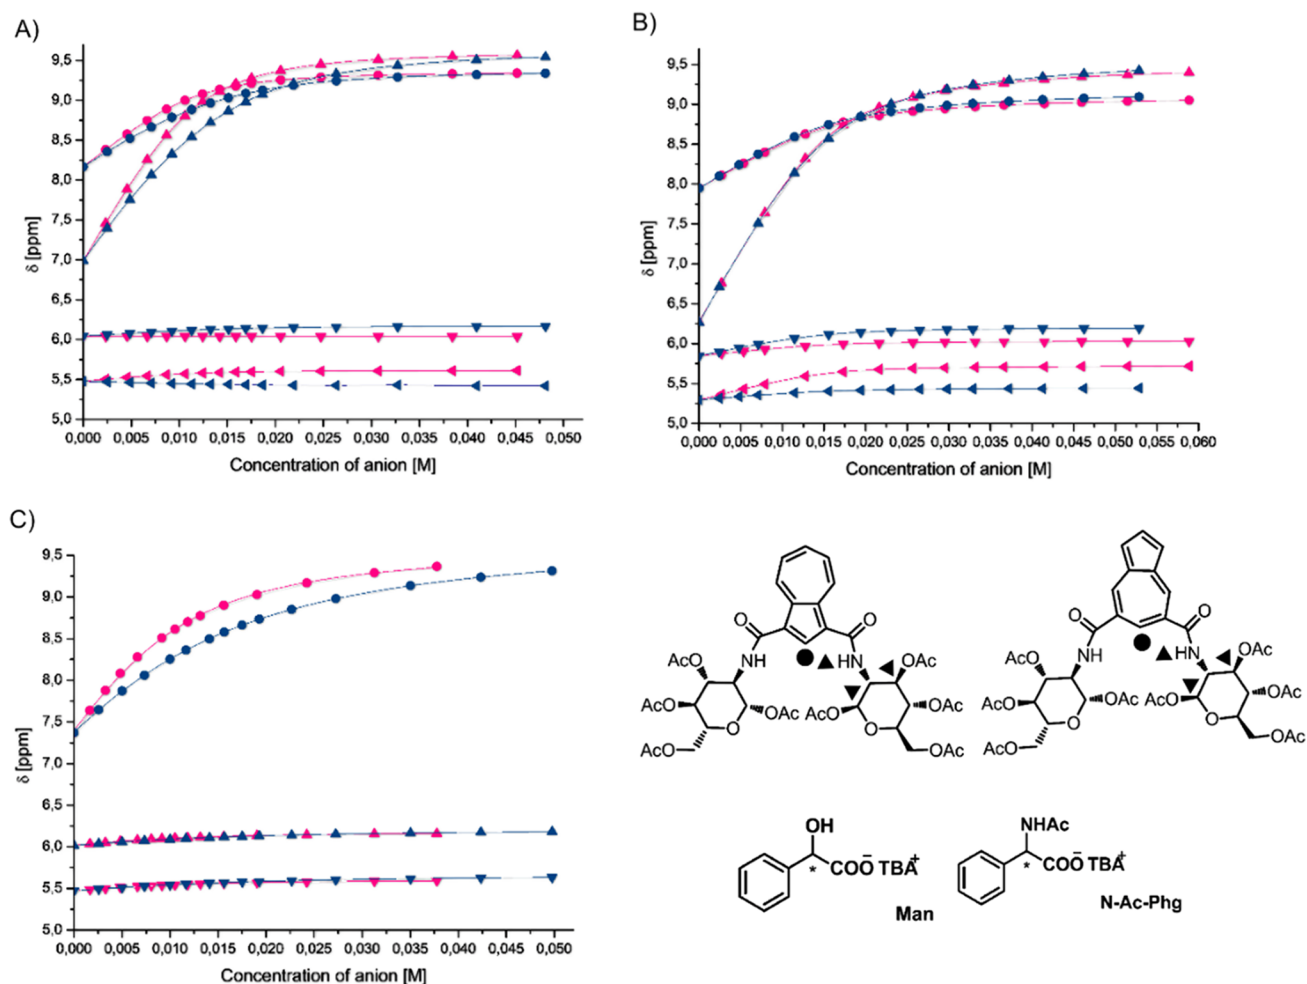 A)
9,5
9,0
8,5
8,0
7,5
7,0
6,5
6,0
5,5
5,0
δ [ppm]
0,000 0,005 0,010 0,015 0,020 0,025 0,030 0,035 0,040 0,045 0,050
Concentration of anion [M]
B)
9,5
9,0
8,5
8,0
7,5
7,0
6,5
6,0
5,5
5,0
δ [ppm]
0,000 0,005 0,010 0,015 0,020 0,025 0,030 0,035 0,040 0,045 0,050 0,055 0,060
Concentration of anion [M]
C)
9,5
9,0
8,5
8,0
7,5
7,0
6,5
6,0
5,5
5,0
δ [ppm]
0,000 0,005 0,010 0,015 0,020 0,025 0,030 0,035 0,040 0,045 0,050
Concentration of anion [M]
O O
NH HN
AcO OAc
AcO OAc AcO OAc
O O
AcO OAc
O O
NH HN
AcO OAc
AcO OAc AcO OAc
O O
AcO OAc
OH
* COO⁻ TBA⁺
Man
NHAc
* COO⁻ TBA⁺
N-Ac-Phg